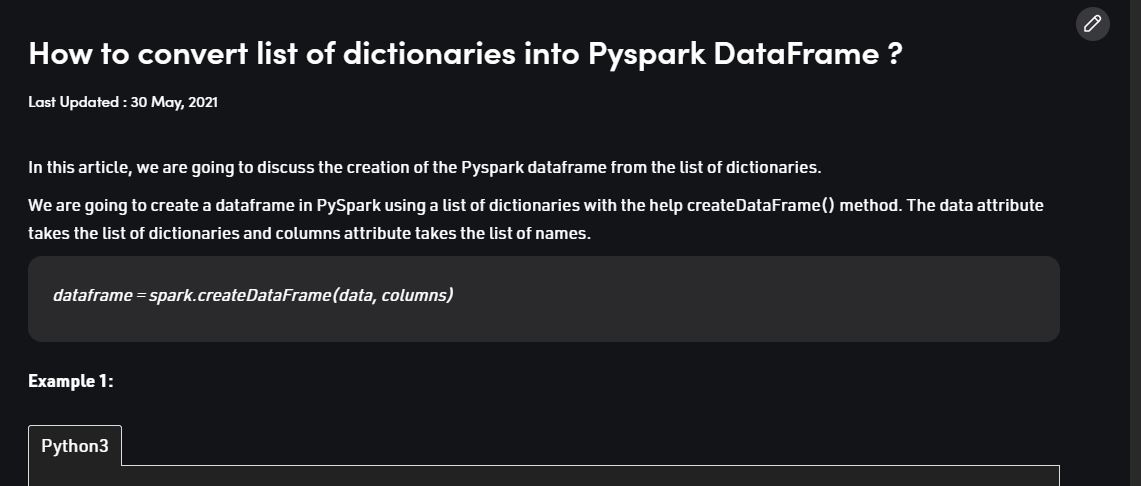 How to convert list of dictionaries into Pyspark DataFrame ?
Last Updated : 30 May, 2021
In this article, we are going to discuss the creation of the Pyspark dataframe from the list of dictionaries.
We are going to create a dataframe in PySpark using a list of dictionaries with the help createDataFrame() method. The data attribute
takes the list of dictionaries and columns attribute takes the list of names.
dataframe = spark.createDataFrame(data, columns)
Example 1:
Python3